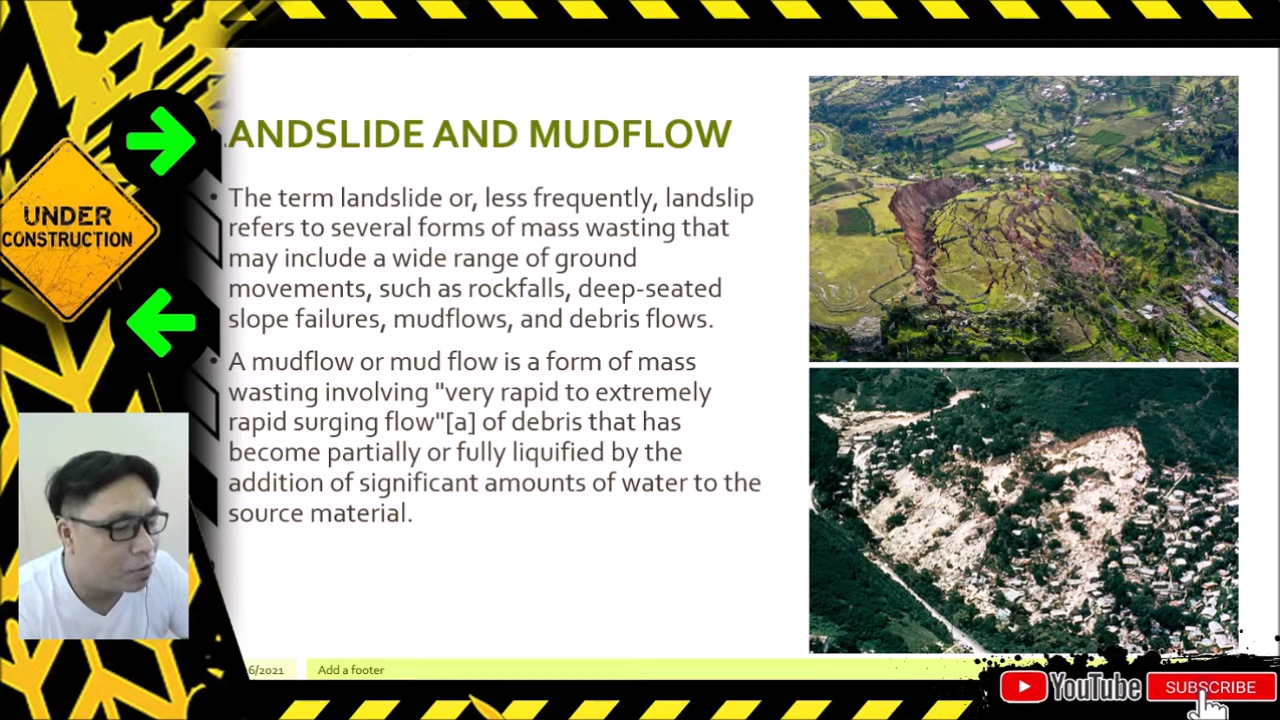 UNDER
CONSTRUCTION
LANDSLIDE AND MUDFLOW
• The term landslide or, less frequently, landslip
refers to several forms of mass wasting that
may include a wide range of ground
movements, such as rockfalls, deep-seated
slope failures, mudflows, and debris flows.
• A mudflow or mud flow is a form of mass
wasting involving "very rapid to extremely
rapid surging flow"[a] of debris that has
become partially or fully liquified by the
addition of significant amounts of water to the
source material.
6/2021
Add a footer
YouTube
SUBSCRIBE